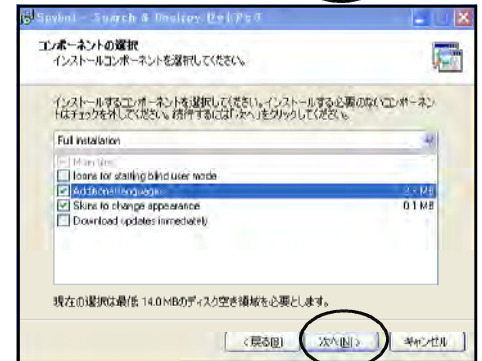 Spybot - Search & Destroy
コンポーネントの選択
インストールコンポーネントを選択してください。
インストールするコンポーネントを選択してください。インストールする必要のないコンポーネン
トはチェックを外してください。続行するには「次へ」をクリックしてください。
Full installation
Main files
Icons for starting blind user mode
Additional languages
Skins to change appearance 0.1 MB
Download updates immediately
現在の選択は最低 14.0 MBのディスク空き領域を必要とします。
< 戻る(B) 次へ(N) > キャンセル